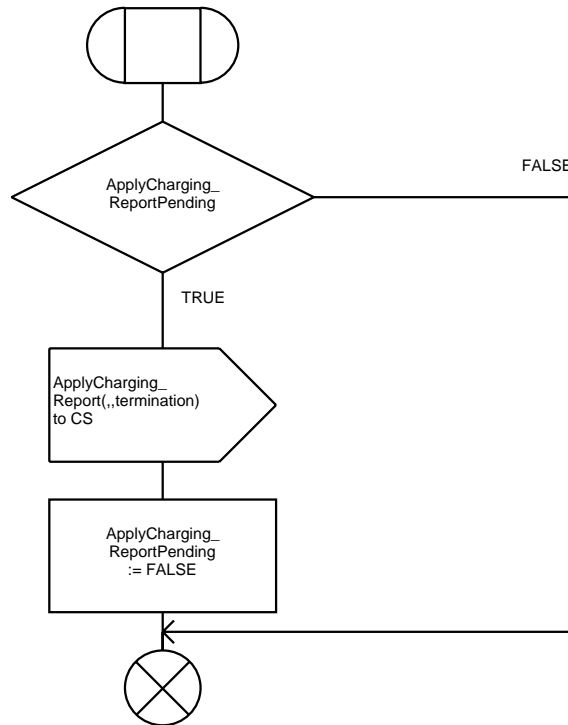 ApplyCharging_
ReportPending
FALSE
TRUE
ApplyCharging_
Report(,,termination)
to CS
ApplyCharging_
ReportPending
:= FALSE